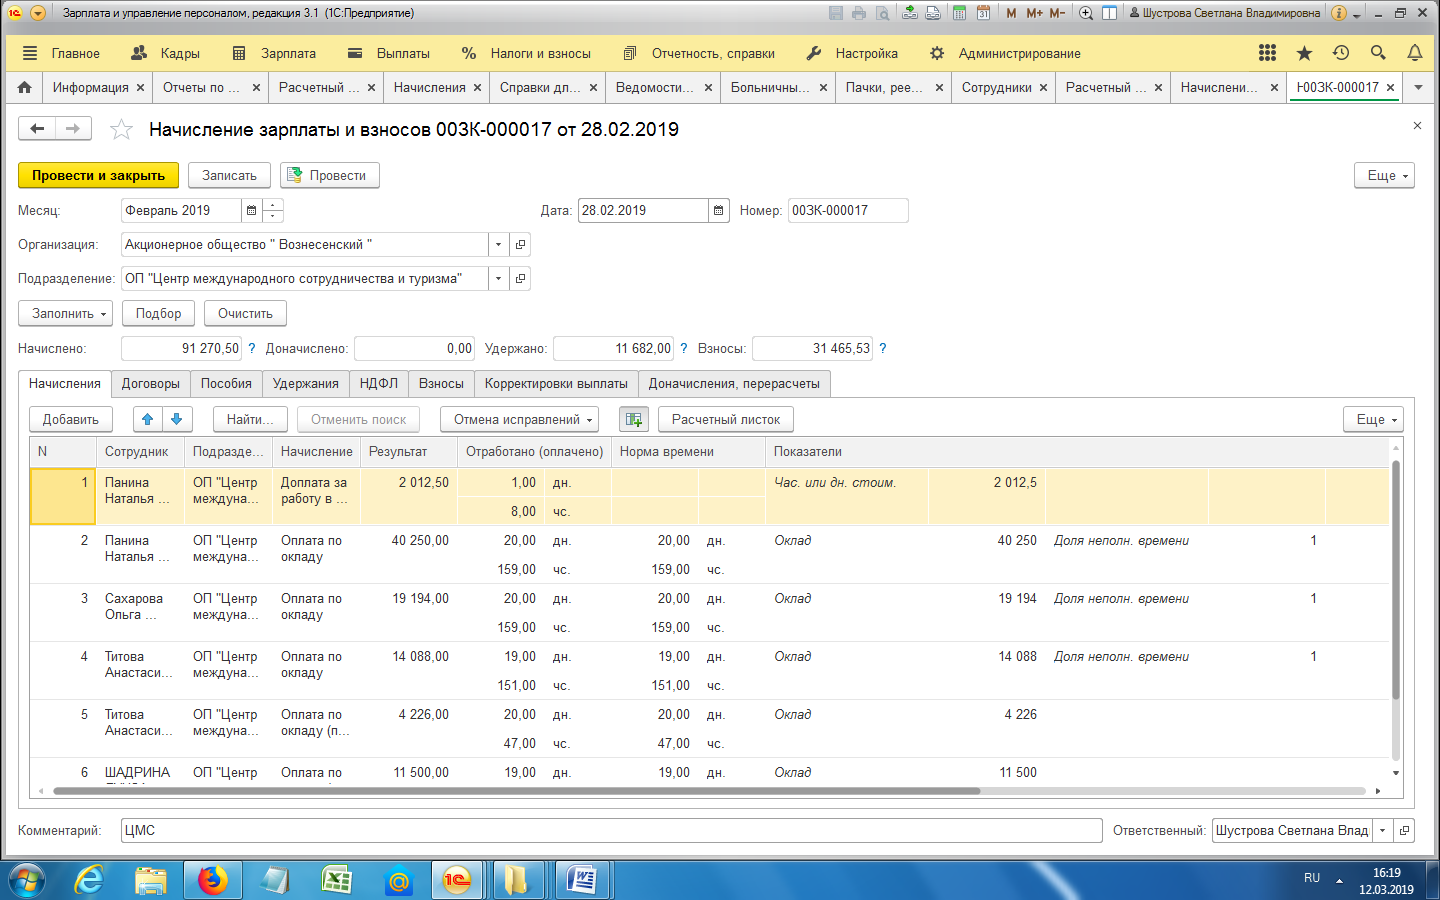 Зарплата и управление персоналом, редакция 3.1 (1С:Предприятие)
M M+ M- Шустрова Светлана Владимировна
Главное Кадры Зарплата Выплаты Налоги и взносы Отчетность, справки Настройка Администрирование
Информация Отчеты по ... Расчетный ... Начисления Справки дл... Ведомости... Больничны... Пачки, рее... Сотрудники Расчетный ... Начислени... Н00ЗК-000017
Начисление зарплаты и взносов 00ЗК-000017 от 28.02.2019
Провести и закрыть Записать Провести Еще
Месяц: Февраль 2019 Дата: 28.02.2019 Номер: 00ЗК-000017
Организация: Акционерное общество " Вознесенский "
Подразделение: ОП "Центр международного сотрудничества и туризма"
Заполнить Подбор Очистить
Начислено: 91 270,50 ? Доначислено: 0,00 Удержано: 11 682,00 ? Взносы: 31 465,53 ?
Начисления Договоры Пособия Удержания НДФЛ Взносы Корректировки выплаты Доначисления, перерасчеты
Добавить Найти... Отменить поиск Отмена исправлений Расчетный листок Еще
N Сотрудник Подразде... Начисление Результат Отработано (оплачено) Норма времени Показатели
1 Панина ОП "Центр Доплата за 2 012,50 1,00 дн. Час. или дн. стоим. 2 012,5
Наталья ... междуна... работу в ...
8,00 чс.
2 Панина ОП "Центр Оплата по 40 250,00 20,00 дн. 20,00 дн. Оклад 40 250 Доля неполн. времени 1
Наталья ... междуна... окладу
159,00 чс. 159,00 чс.
3 Сахарова ОП "Центр Оплата по 19 194,00 20,00 дн. 20,00 дн. Оклад 19 194 Доля неполн. времени 1
Ольга ... междуна... окладу
159,00 чс. 159,00 чс.
4 Титова ОП "Центр Оплата по 14 088,00 19,00 дн. 19,00 дн. Оклад 14 088 Доля неполн. времени 1
Анастаси... междуна... окладу
151,00 чс. 151,00 чс.
5 Титова ОП "Центр Оплата по 4 226,00 20,00 дн. 20,00 дн. Оклад 4 226
Анастаси... междуна... окладу (п...
47,00 чс. 47,00 чс.
6 ШАДРИНА ОП "Центр Оплата по 11 500,00 19,00 дн. 19,00 дн. Оклад 11 500
Комментарий: ЦМС Ответственный: Шустрова Светлана Влад
RU 16:19
12.03.2019